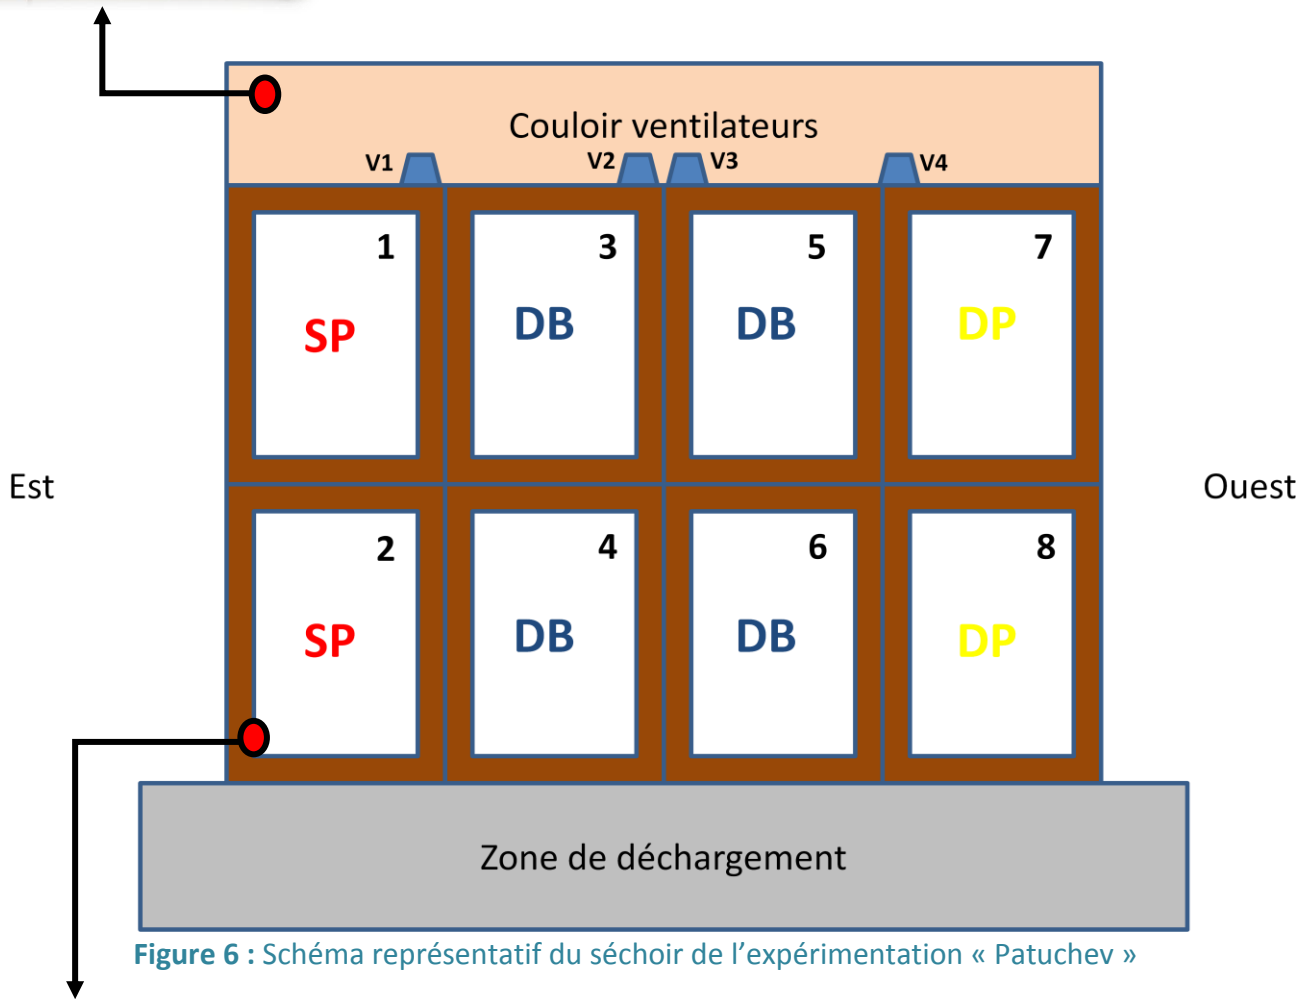 Couloir ventilateurs
V1 V2 V3 V4
1 3 5 7
SP DB DB DP
Est Ouest
2 4 6 8
SP DB DB DP
Zone de déchargement
Figure 6 : Schéma représentatif du séchoir de l’expérimentation « Patuchev »